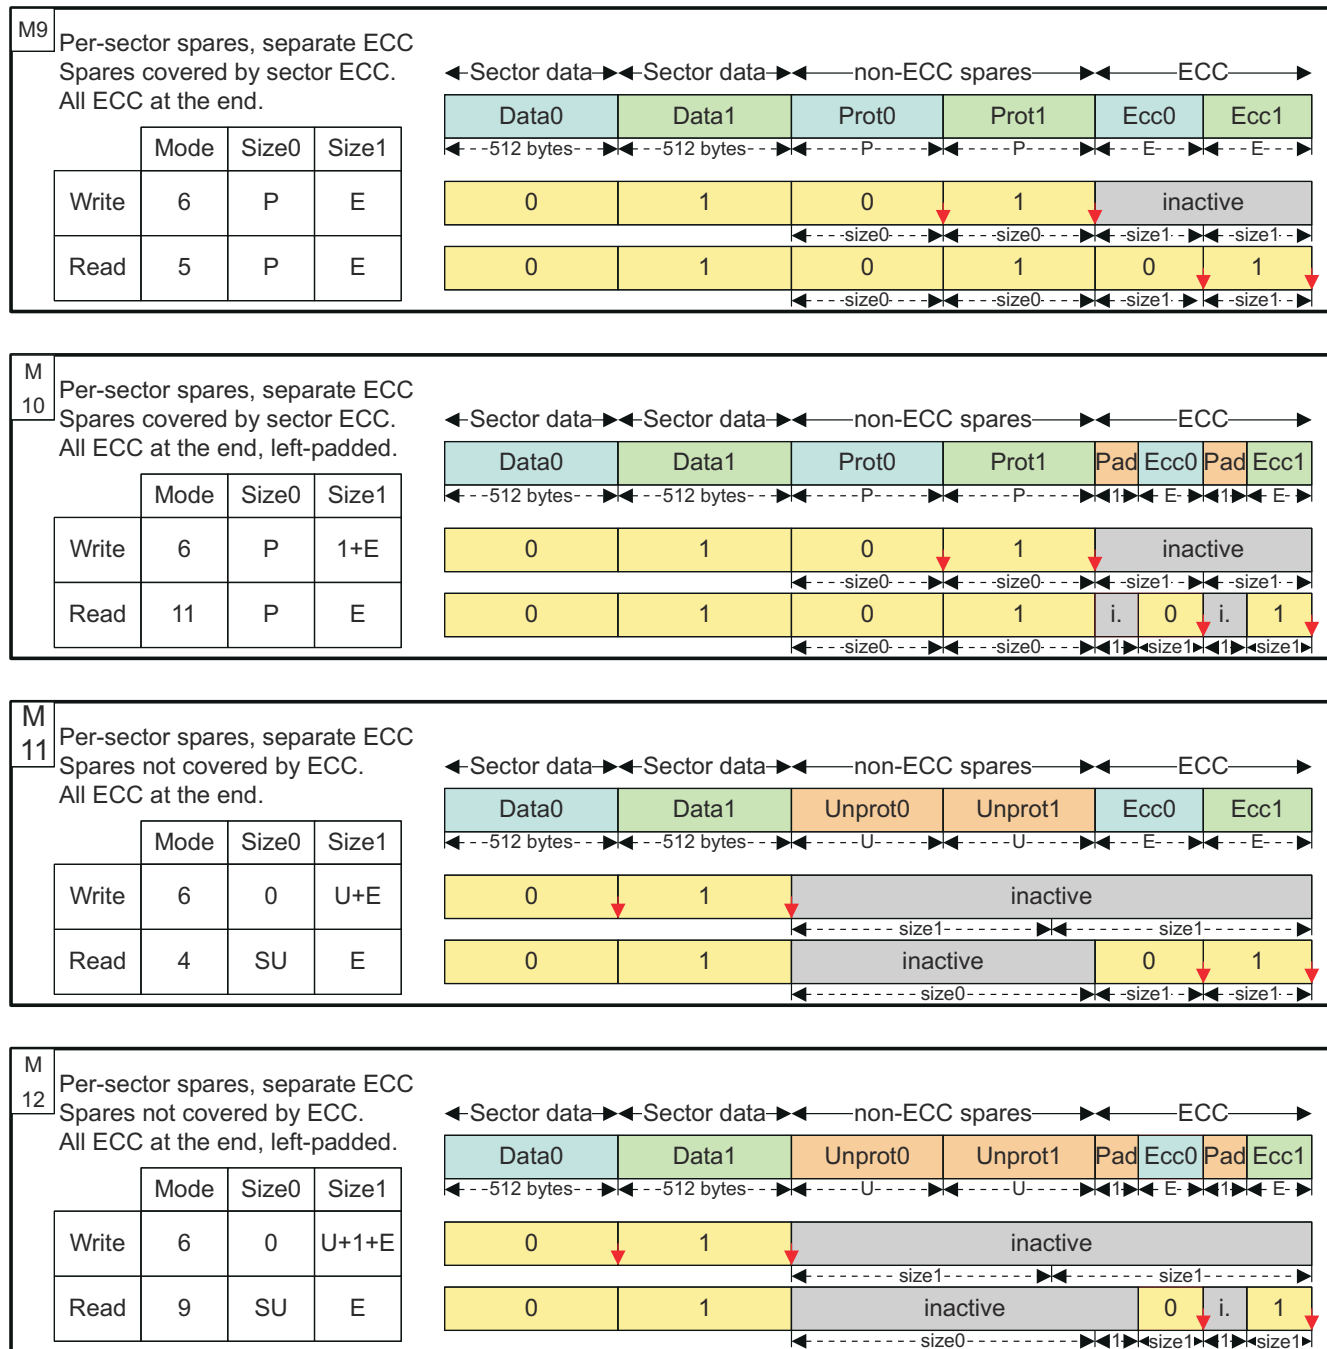 M9
Per-sector spares, separate ECC
Spares covered by sector ECC.
All ECC at the end.
Sector data Sector data non-ECC spares ECC
Data0 Data1 Prot0 Prot1 Ecc0 Ecc1
512 bytes 512 bytes P P E E
Mode Size0 Size1
Write 6 P E
0 1 0 1 inactive
size0 size0 size1 size1
Read 5 P E
0 1 0 1 0 1
size0 size0 size1 size1
M
10
Per-sector spares, separate ECC
Spares covered by sector ECC.
All ECC at the end, left-padded.
Sector data Sector data non-ECC spares ECC
Data0 Data1 Prot0 Prot1 Pad Ecc0 Pad Ecc1
512 bytes 512 bytes P P 1 E 1 E
Mode Size0 Size1
Write 6 P 1+E
0 1 0 1 inactive
size0 size0 size1 size1
Read 11 P E
0 1 0 1 i. 0 i. 1
size0 size0 1 size1 1 size1
M
11
Per-sector spares, separate ECC
Spares not covered by ECC.
All ECC at the end.
Sector data Sector data non-ECC spares ECC
Data0 Data1 Unprot0 Unprot1 Ecc0 Ecc1
512 bytes 512 bytes U U E E
Mode Size0 Size1
Write 6 0 U+E
0 1 inactive
size1 size1
Read 4 SU E
0 1 inactive 0 1
size0 size1 size1
M
12
Per-sector spares, separate ECC
Spares not covered by ECC.
All ECC at the end, left-padded.
Sector data Sector data non-ECC spares ECC
Data0 Data1 Unprot0 Unprot1 Pad Ecc0 Pad Ecc1
512 bytes 512 bytes U U 1 E 1 E
Mode Size0 Size1
Write 6 0 U+1+E
0 1 inactive
size1 size1
Read 9 SU E
0 1 inactive 0 i. 1
size0 1 size1 1 size1